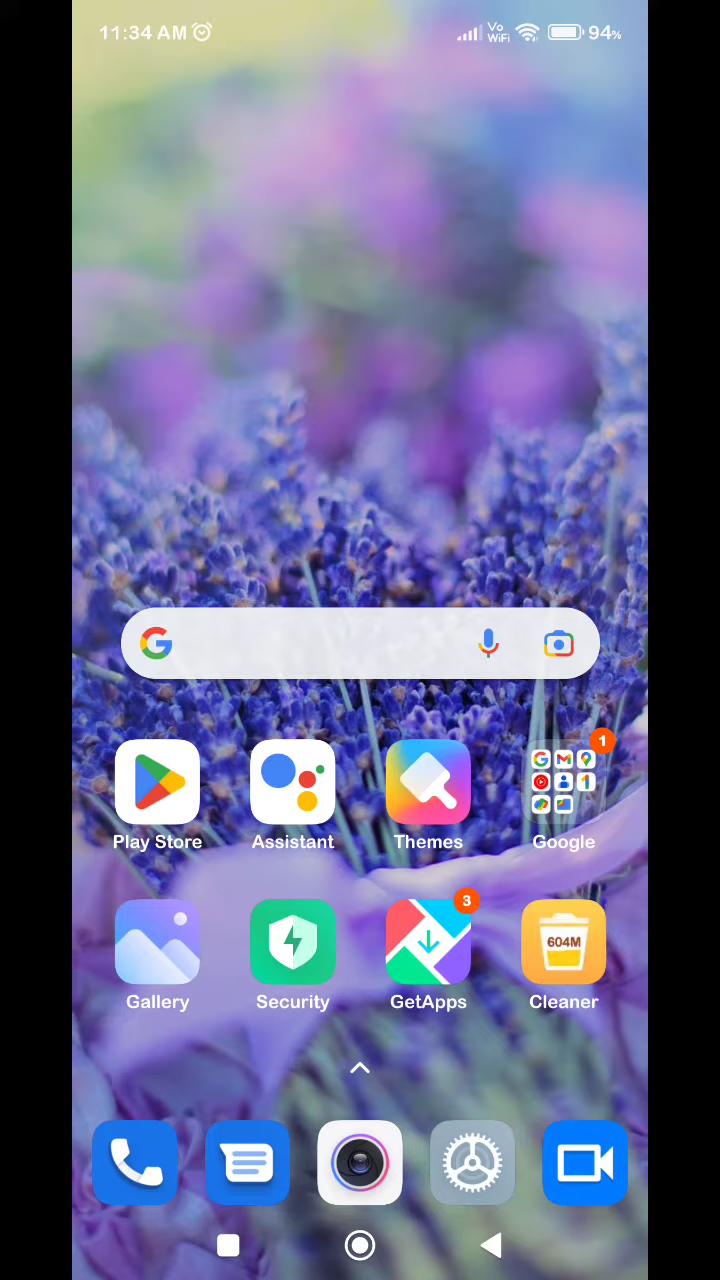 11:34 AM
Vo
WiFi
94%
1
Play Store
Assistant
Themes
Google
3
604M
Gallery
Security
GetApps
Cleaner